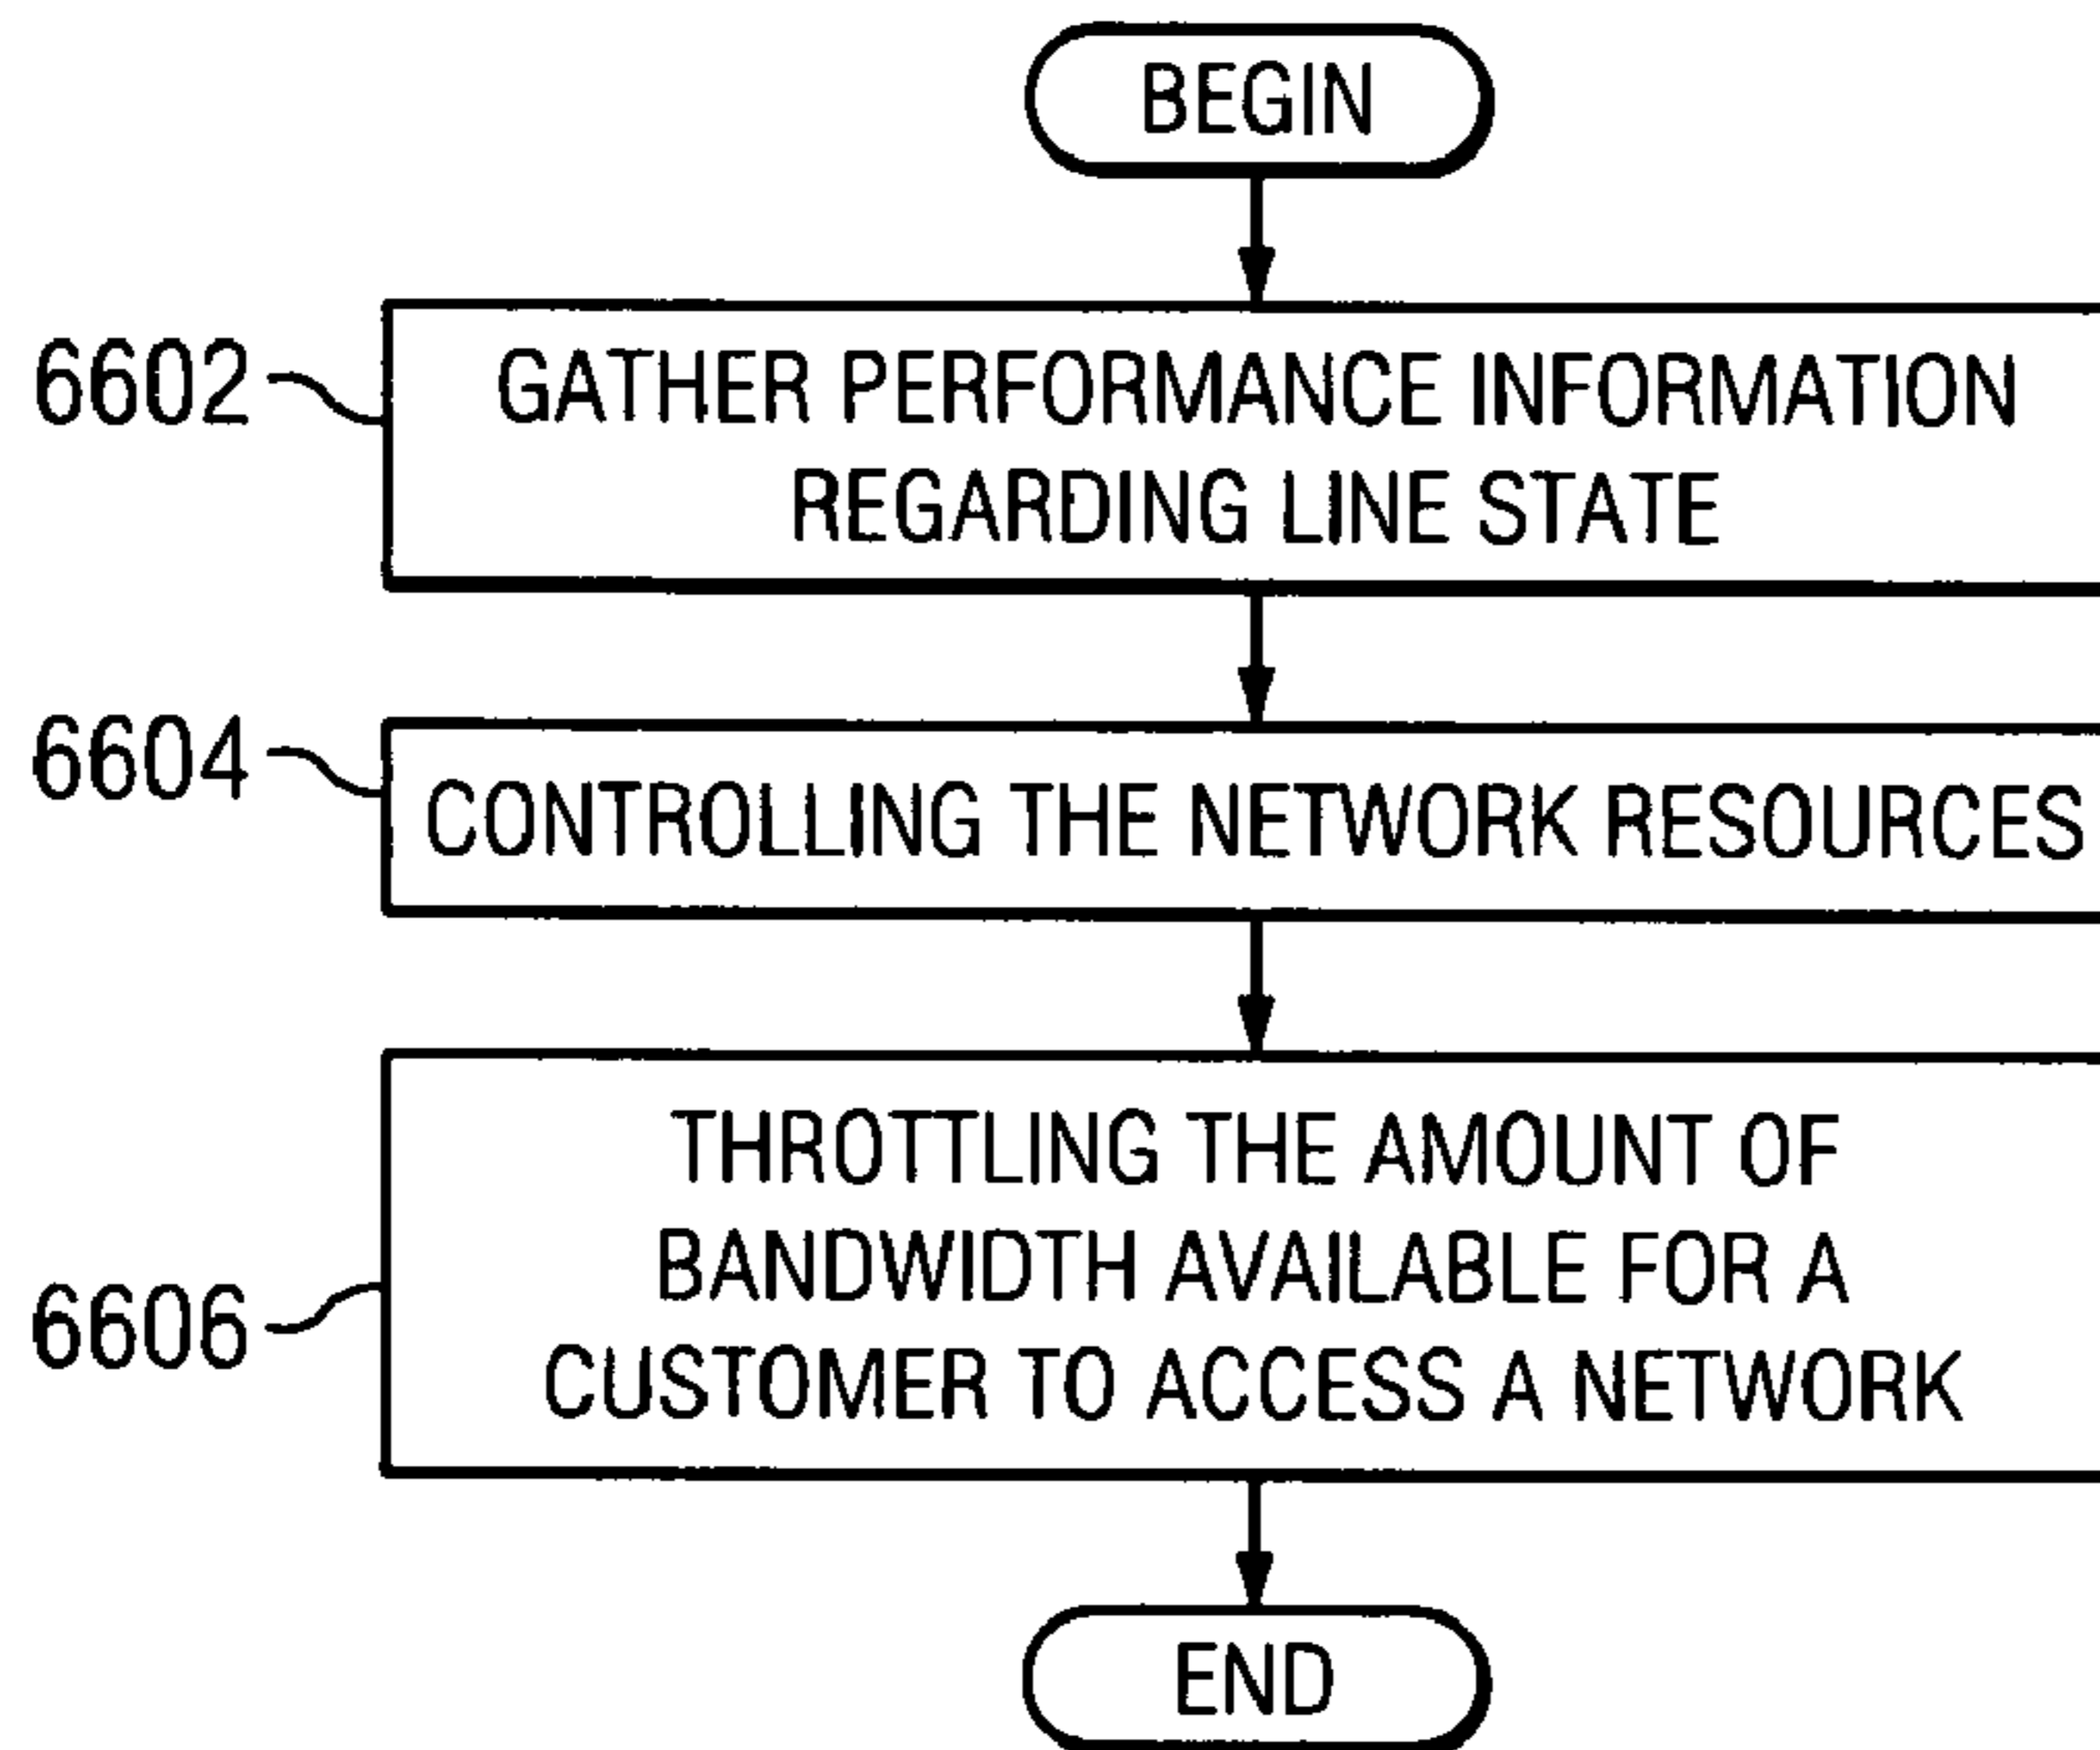 BEGIN
6602
GATHER PERFORMANCE INFORMATION
REGARDING LINE STATE
6604
CONTROLLING THE NETWORK RESOURCES
6606
THROTTLING THE AMOUNT OF
BANDWIDTH AVAILABLE FOR A
CUSTOMER TO ACCESS A NETWORK
END